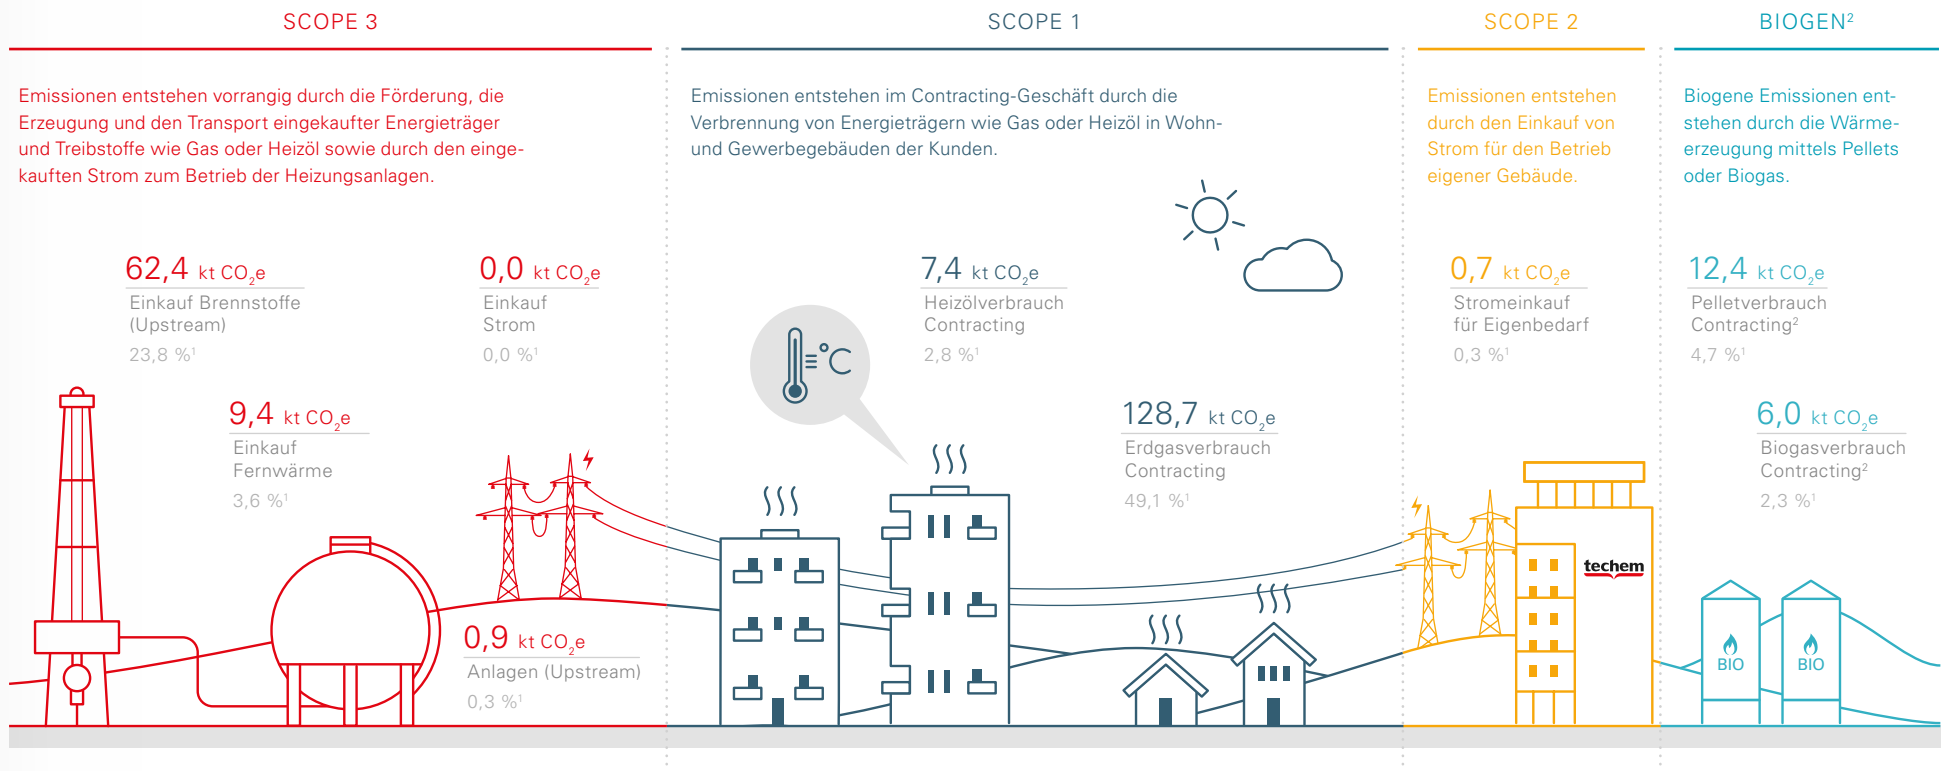 SCOPE 3
Emissionen entstehen vorrangig durch die Förderung, die
Erzeugung und den Transport eingekaufter Energieträger
und Treibstoffe wie Gas oder Heizöl sowie durch den einge-
kauften Strom zum Betrieb der Heizungsanlagen.
62,4 kt CO₂e
Einkauf Brennstoffe
(Upstream)
23,8 %¹
0,0 kt CO₂e
Einkauf
Strom
0,0 %¹
9,4 kt CO₂e
Einkauf
Fernwärme
3,6 %¹
0,9 kt CO₂e
Anlagen (Upstream)
0,3 %¹
SCOPE 1
Emissionen entstehen im Contracting-Geschäft durch die
Verbrennung von Energieträgern wie Gas oder Heizöl in Wohn-
und Gewerbegebäuden der Kunden.
7,4 kt CO₂e
Heizölverbrauch
Contracting
2,8 %¹
°C
128,7 kt CO₂e
Erdgasverbrauch
Contracting
49,1 %¹
SCOPE 2
Emissionen entstehen
durch den Einkauf von
Strom für den Betrieb
eigener Gebäude.
0,7 kt CO₂e
Stromeinkauf
für Eigenbedarf
0,3 %¹
techem
BIOGEN²
Biogene Emissionen ent-
stehen durch die Wärme-
erzeugung mittels Pellets
oder Biogas.
12,4 kt CO₂e
Pelletverbrauch
Contracting²
4,7 %¹
6,0 kt CO₂e
Biogasverbrauch
Contracting²
2,3 %¹
BIO
BIO